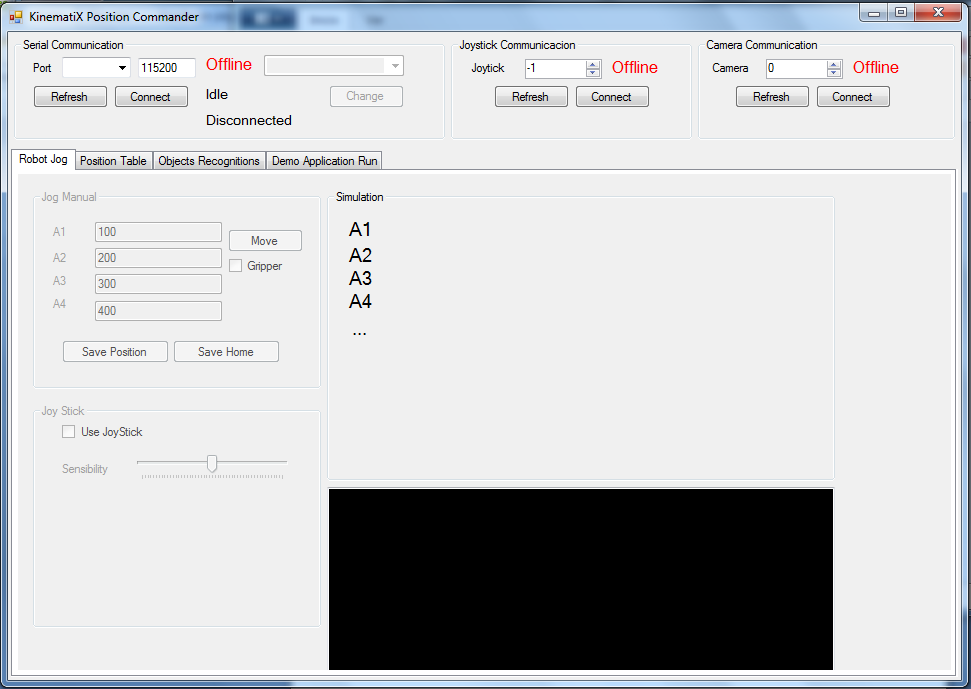 KinematiX Position Commander
Serial Communication
Port 115200 Offline
Refresh Connect Idle Change
Disconnected
Joystick Communicacion
Joytick -1 Offline
Refresh Connect
Camera Communication
Camera 0 Offline
Refresh Connect
Robot Jog Position Table Objects Recognitions Demo Application Run
Jog Manual
A1 100 Move
A2 200 Gripper
A3 300
A4 400
Save Position Save Home
Joy Stick
Use JoyStick
Sensibility
Simulation
A1
A2
A3
A4
...